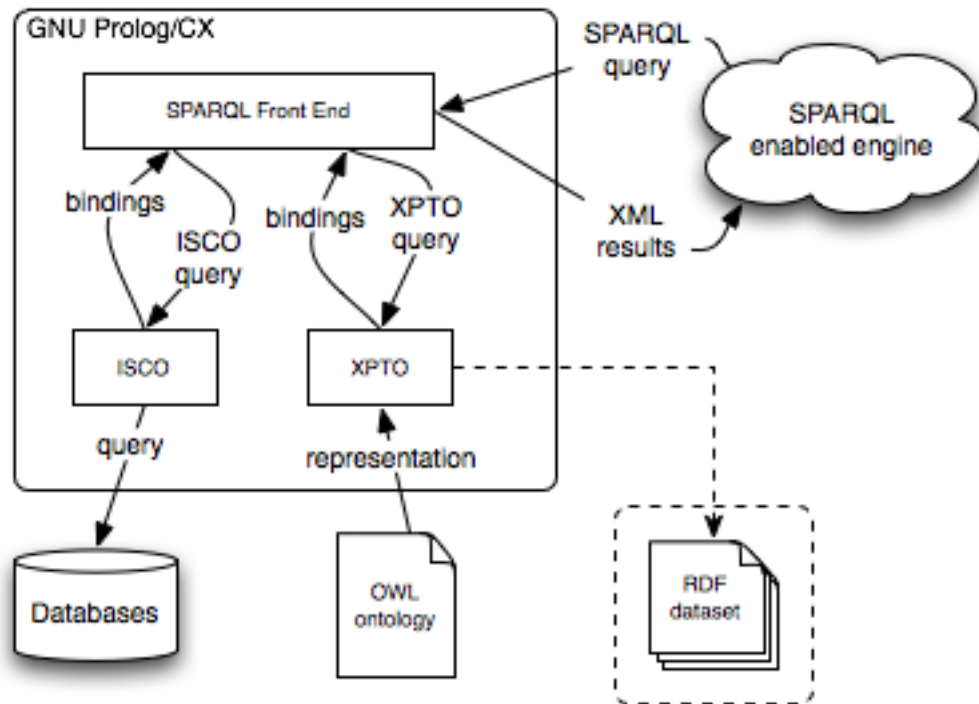 GNU Prolog/CX
SPARQL
query
SPARQL Front End
SPARQL
enabled engine
bindings
ISCO
query
bindings
XPTO
query
XML
results
ISCO
XPTO
query
representation
Databases
OWL
ontology
RDF
dataset